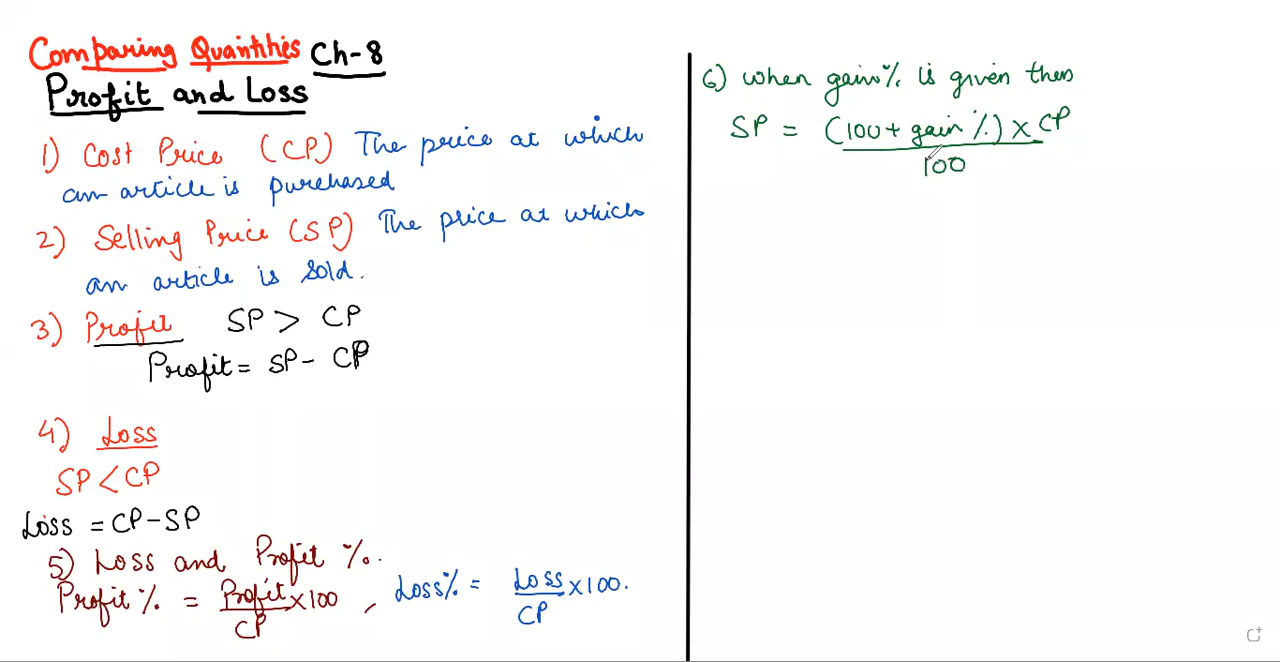 Comparing Quantities Ch-8
Profit and Loss
1) Cost Price (CP) The price at which
an article is purchased
2) Selling Price (SP) The price at which
an article is sold.
3) Profit SP > CP
Profit = SP - CP
4) Loss
SP < CP
Loss = CP - SP
5) Loss and Profit %.
Profit % = Profit/CP × 100, Loss% = Loss/CP × 100.
6) when gain% is given then
SP = (100 + gain %) × CP
100